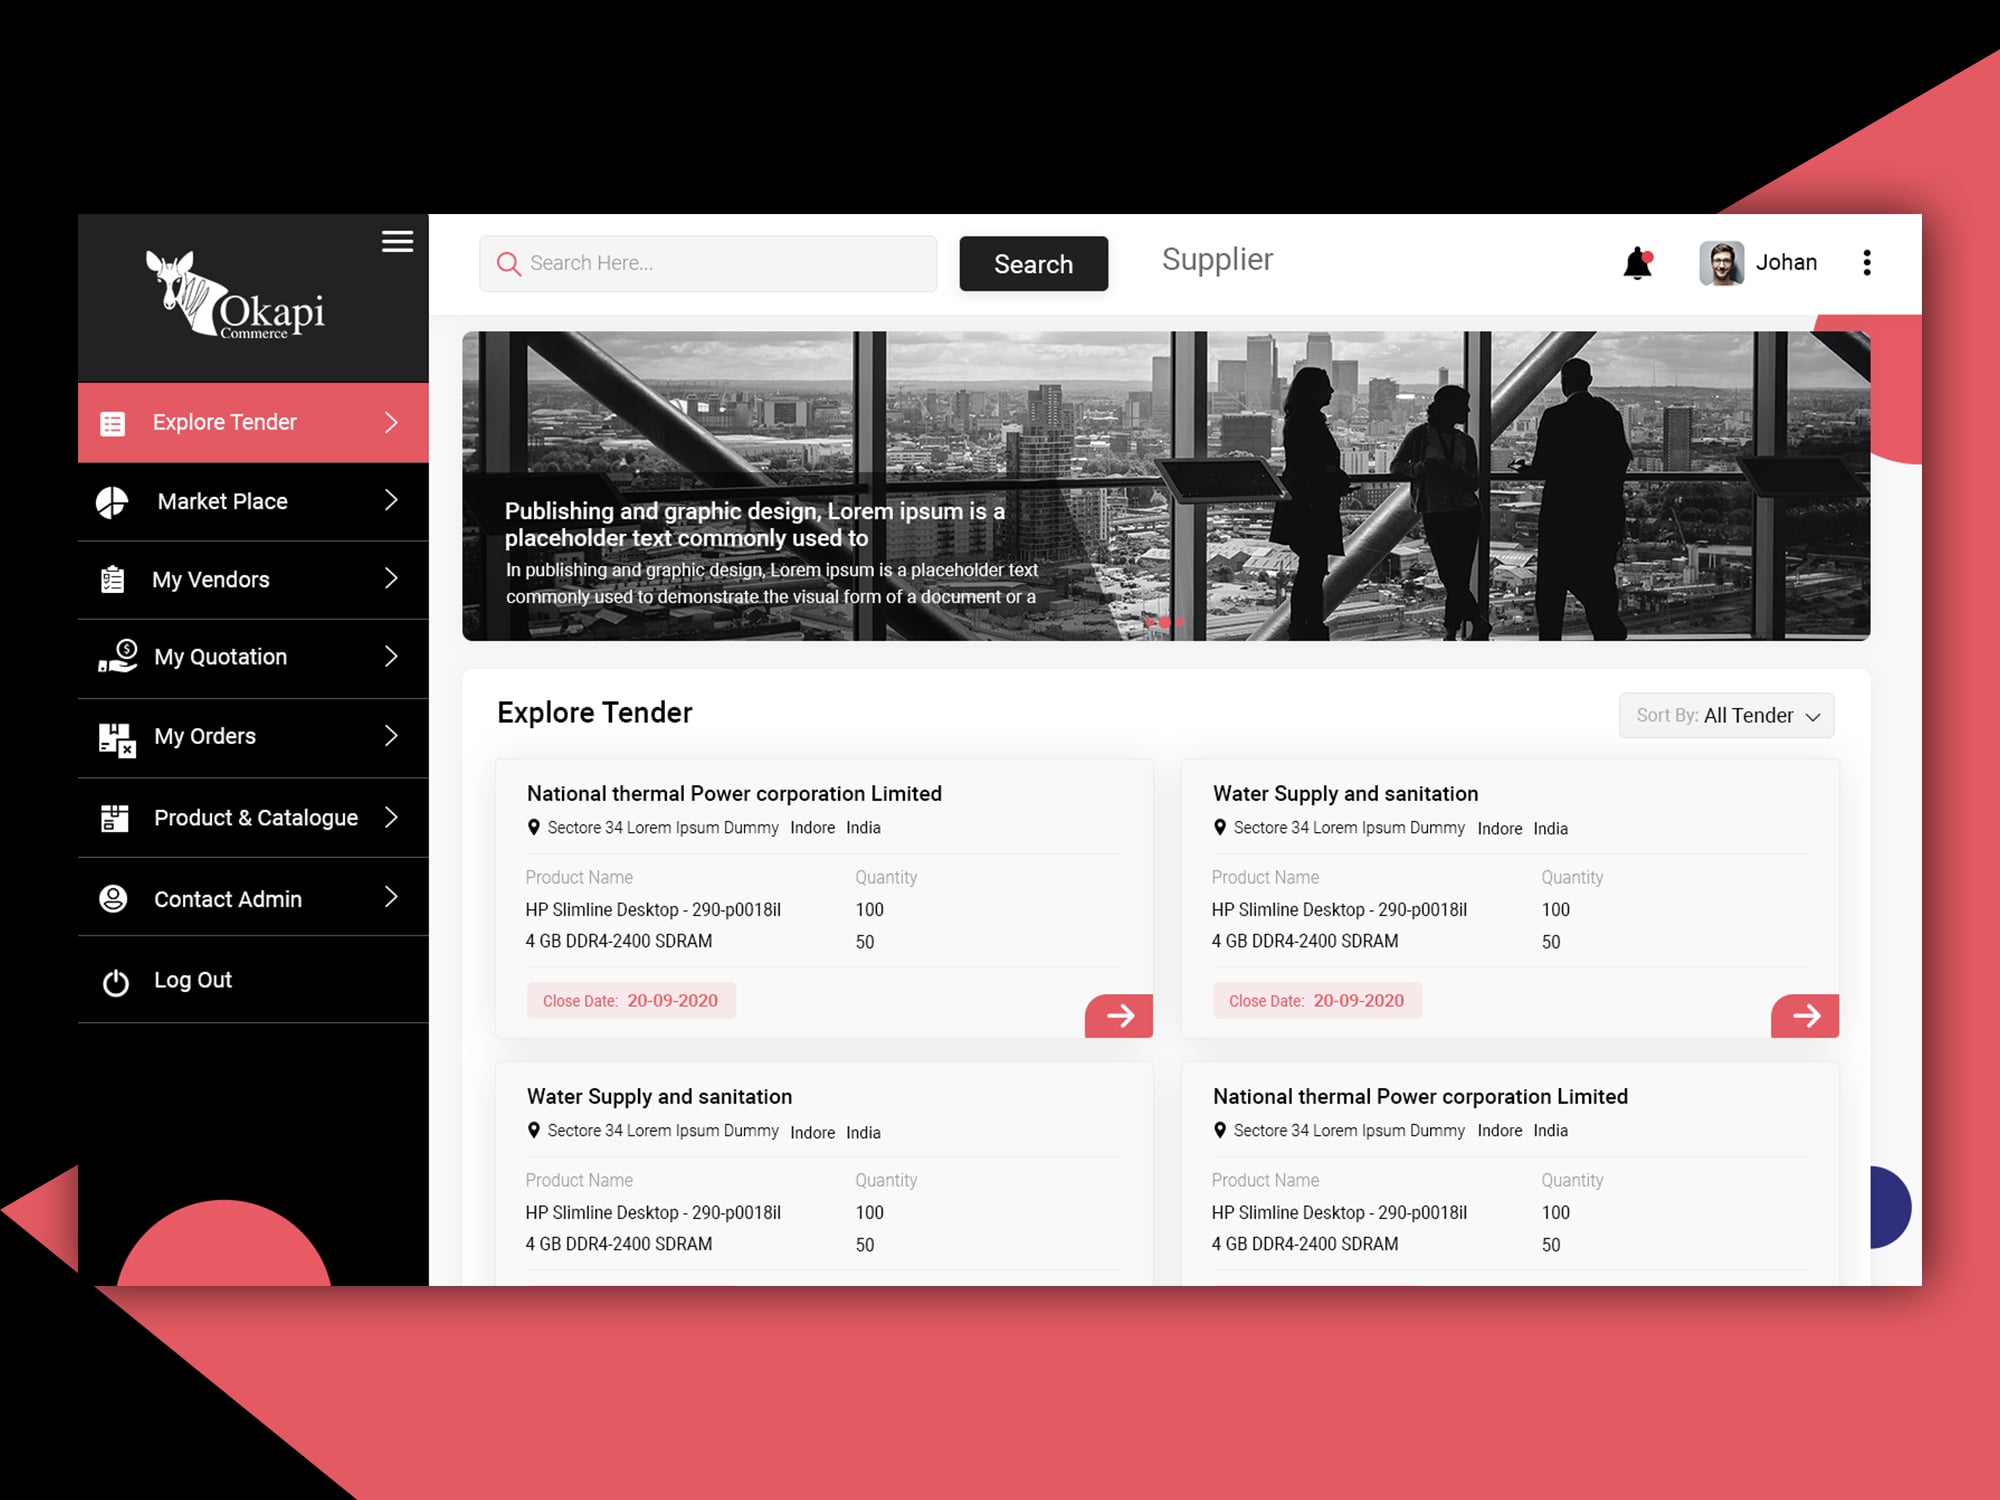 Okapi
Commerce
Search Here...
Search
Supplier
Johan
Explore Tender
Market Place
My Vendors
My Quotation
My Orders
Product & Catalogue
Contact Admin
Log Out
Publishing and graphic design, Lorem ipsum is a
placeholder text commonly used to
In publishing and graphic design, Lorem ipsum is a placeholder text
commonly used to demonstrate the visual form of a document or a
Explore Tender
Sort By: All Tender
National thermal Power corporation Limited
Sectore 34 Lorem Ipsum Dummy Indore India
Product Name Quantity
HP Slimline Desktop - 290-p0018il 100
4 GB DDR4-2400 SDRAM 50
Close Date: 20-09-2020
Water Supply and sanitation
Sectore 34 Lorem Ipsum Dummy Indore India
Product Name Quantity
HP Slimline Desktop - 290-p0018il 100
4 GB DDR4-2400 SDRAM 50
Close Date: 20-09-2020
Water Supply and sanitation
Sectore 34 Lorem Ipsum Dummy Indore India
Product Name Quantity
HP Slimline Desktop - 290-p0018il 100
4 GB DDR4-2400 SDRAM 50
National thermal Power corporation Limited
Sectore 34 Lorem Ipsum Dummy Indore India
Product Name Quantity
HP Slimline Desktop - 290-p0018il 100
4 GB DDR4-2400 SDRAM 50